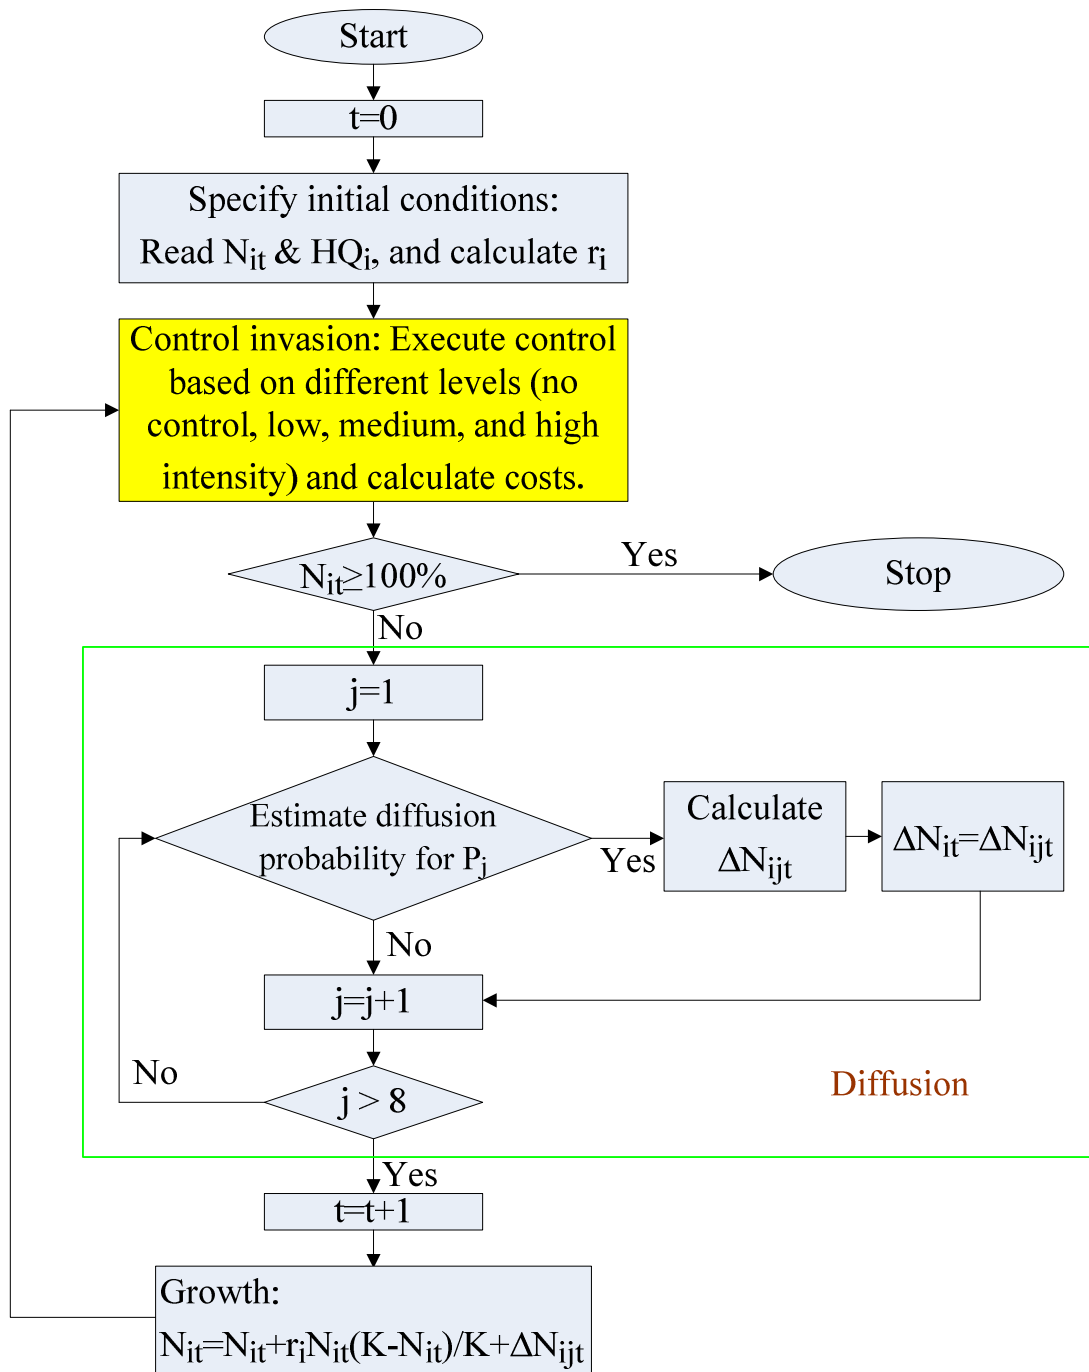 Start
t=0
Specify initial conditions:
Read Nit & HQi, and calculate ri
Control invasion: Execute control
based on different levels (no
control, low, medium, and high
intensity) and calculate costs.
Nit≥100%
Yes
Stop
No
j=1
Estimate diffusion
probability for Pj
Yes
Calculate
ΔNijt
ΔNit=ΔNijt
No
j=j+1
No
j > 8
Diffusion
Yes
t=t+1
Growth:
Nit=Nit+riNit(K-Nit)/K+ΔNijt